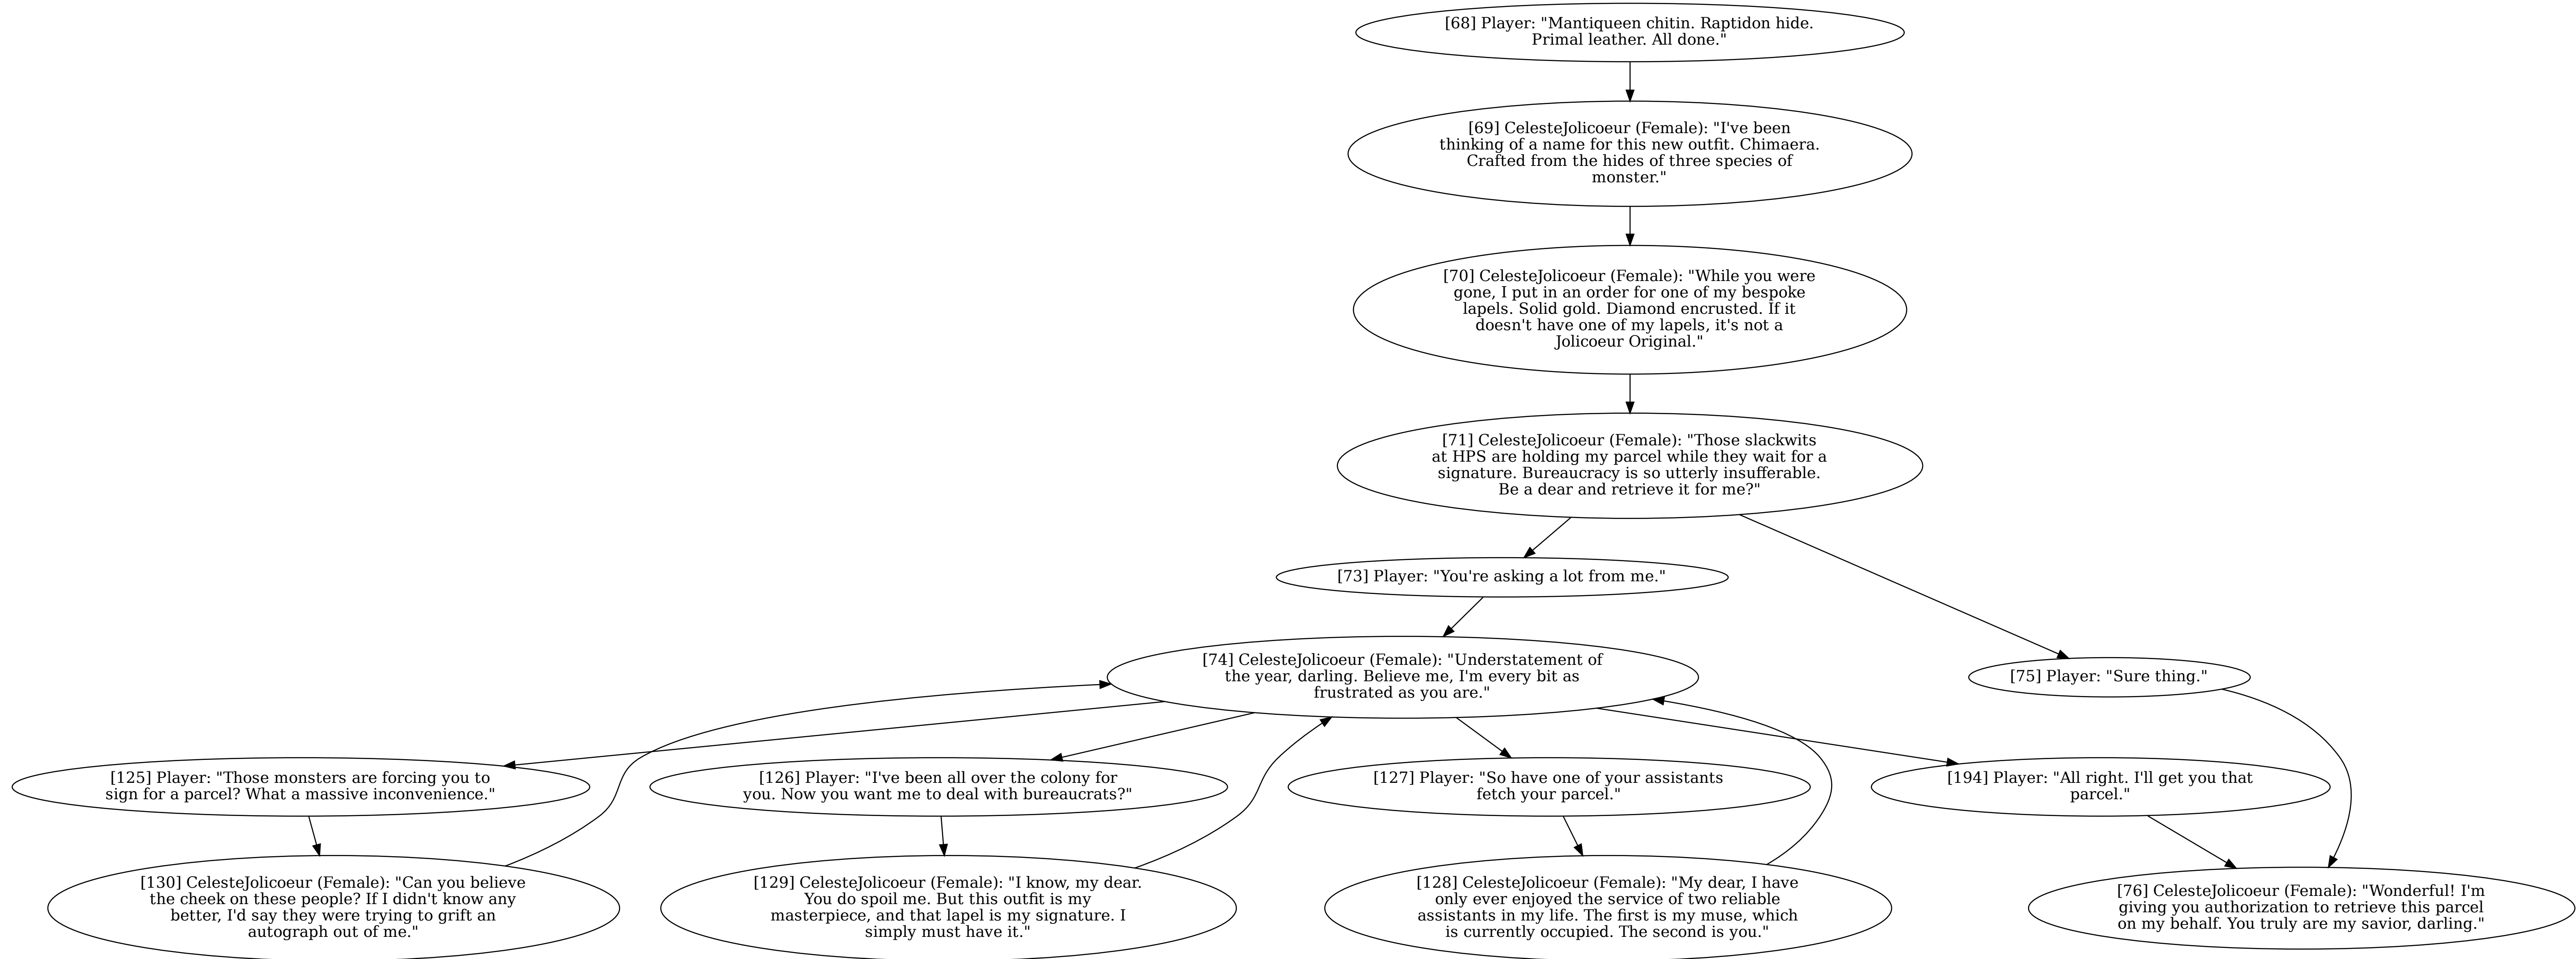 [68] Player: "Mantiqueen chitin. Raptidon hide.
Primal leather. All done."
[69] CelesteJolicoeur (Female): "I've been
thinking of a name for this new outfit. Chimaera.
Crafted from the hides of three species of
monster."
[70] CelesteJolicoeur (Female): "While you were
gone, I put in an order for one of my bespoke
lapels. Solid gold. Diamond encrusted. If it
doesn't have one of my lapels, it's not a
Jolicoeur Original."
[71] CelesteJolicoeur (Female): "Those slackwits
at HPS are holding my parcel while they wait for a
signature. Bureaucracy is so utterly insufferable.
Be a dear and retrieve it for me?"
[73] Player: "You're asking a lot from me."
[74] CelesteJolicoeur (Female): "Understatement of
the year, darling. Believe me, I'm every bit as
frustrated as you are."
[75] Player: "Sure thing."
[125] Player: "Those monsters are forcing you to
sign for a parcel? What a massive inconvenience."
[126] Player: "I've been all over the colony for
you. Now you want me to deal with bureaucrats?"
[127] Player: "So have one of your assistants
fetch your parcel."
[194] Player: "All right. I'll get you that
parcel."
[130] CelesteJolicoeur (Female): "Can you believe
the cheek on these people? If I didn't know any
better, I'd say they were trying to grift an
autograph out of me."
[129] CelesteJolicoeur (Female): "I know, my dear.
You do spoil me. But this outfit is my
masterpiece, and that lapel is my signature. I
simply must have it."
[128] CelesteJolicoeur (Female): "My dear, I have
only ever enjoyed the service of two reliable
assistants in my life. The first is my muse, which
is currently occupied. The second is you."
[76] CelesteJolicoeur (Female): "Wonderful! I'm
giving you authorization to retrieve this parcel
on my behalf. You truly are my savior, darling."